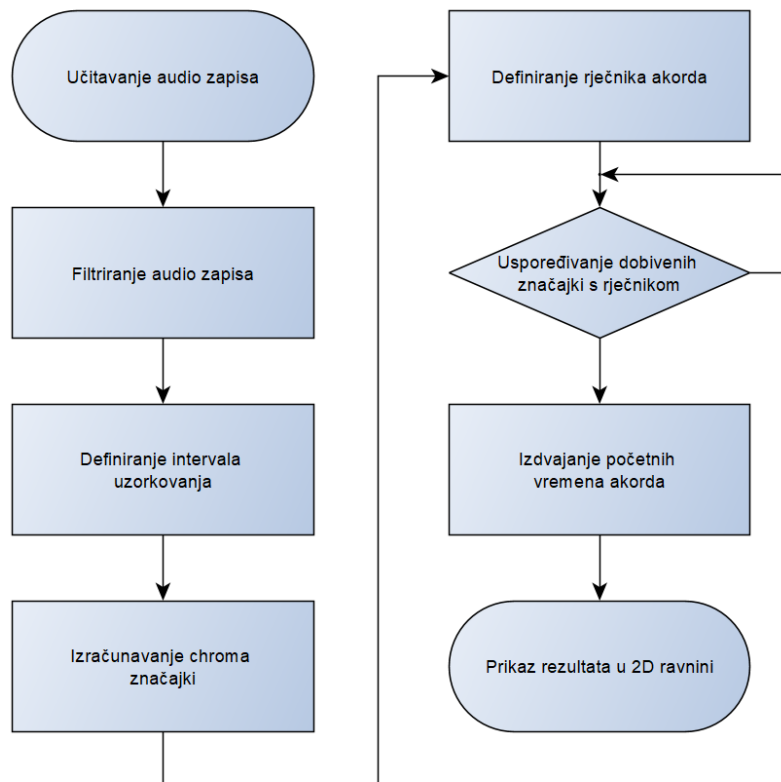 Učitavanje audio zapisa
Filtriranje audio zapisa
Definiranje intervala
uzorkovanja
Izračunavanje chroma
značajki
Definiranje rječnika akorda
Uspoređivanje dobivenih
značajki s rječnikom
Izdvajanje početnih
vremena akorda
Prikaz rezultata u 2D ravnini